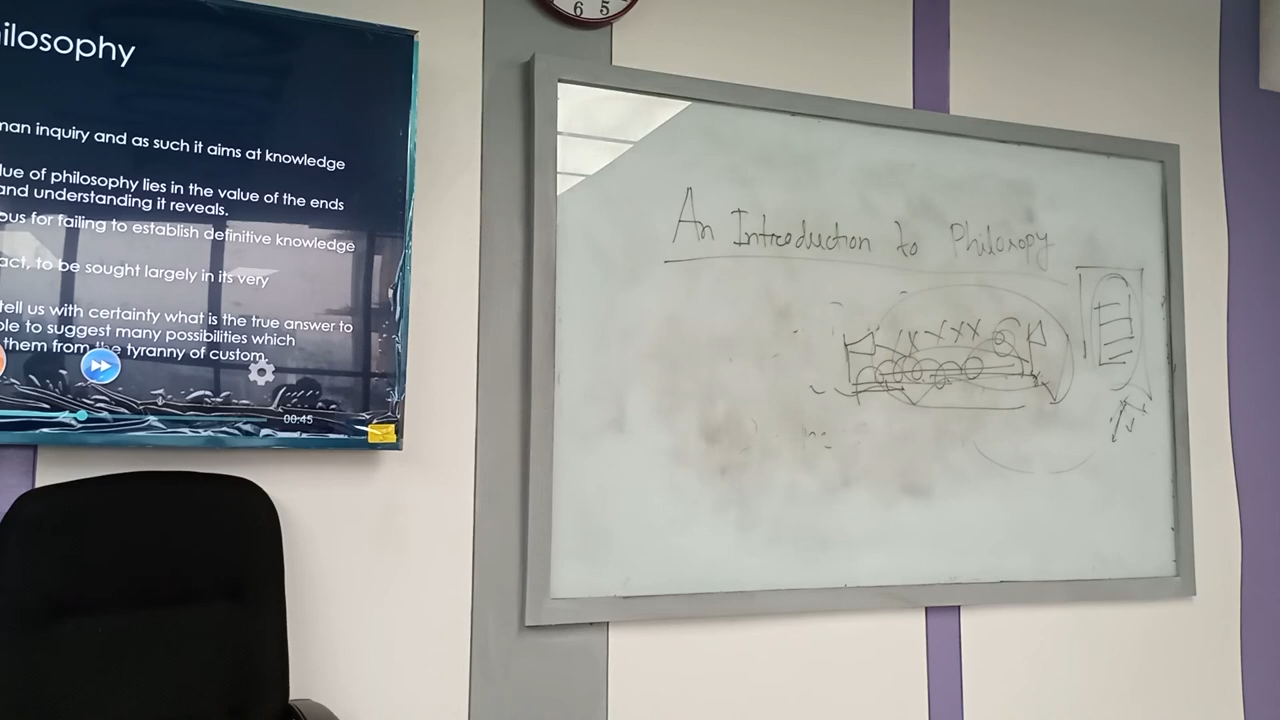 ilosophy
man inquiry and as such it aims at knowledge
lue of philosophy lies in the value of the ends
and understanding it reveals.
ous for failing to establish definitive knowledge
act, to be sought largely in its very
tell us with certainty what is the true answer to
ble to suggest many possibilities which
them from the tyranny of custom
00:45
6 5
An Introduction to Philosopy